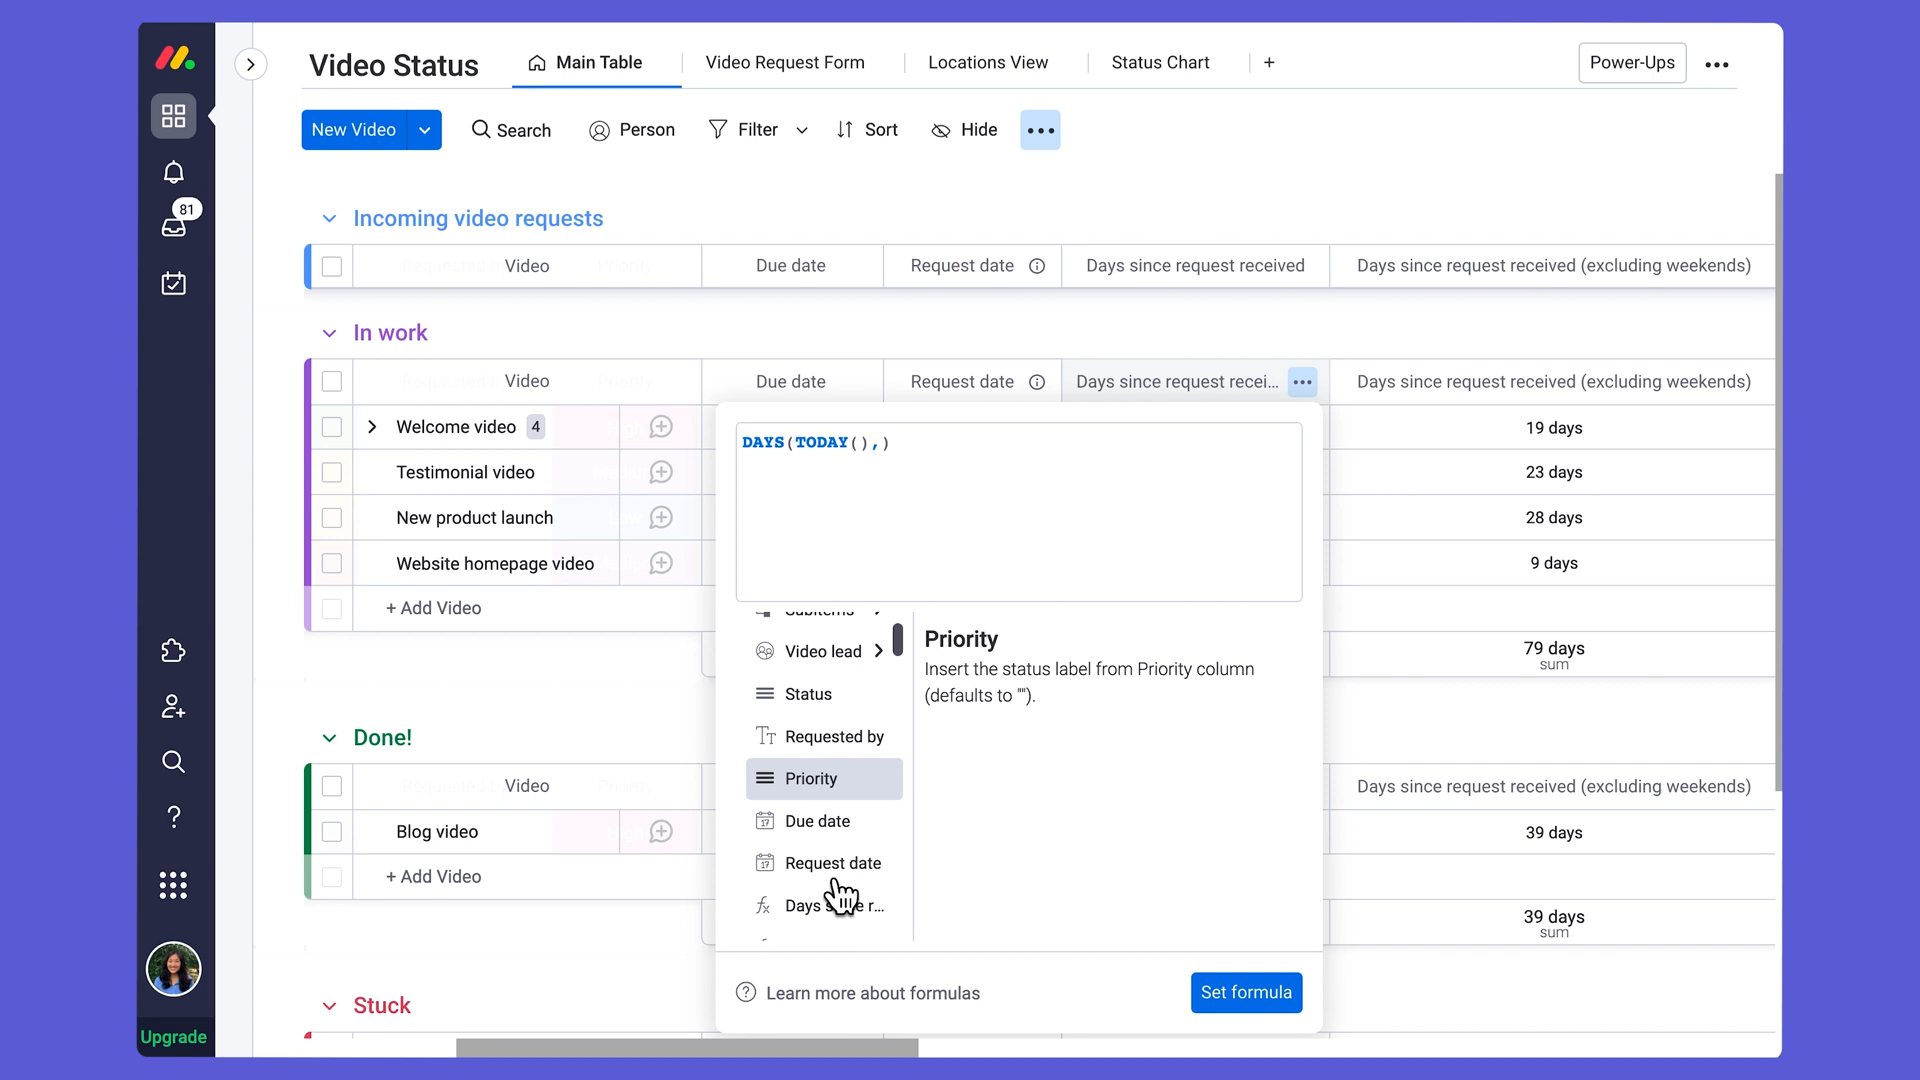 Video Status
Main Table
Video Request Form
Locations View
Status Chart
+
Power-Ups
New Video
Search
Person
Filter
Sort
Hide
81
Incoming video requests
Video
Due date
Request date
Days since request received
Days since request received (excluding weekends)
In work
Video
Due date
Request date
Days since request recei...
Days since request received (excluding weekends)
Welcome video 4
19 days
Testimonial video
23 days
New product launch
28 days
Website homepage video
9 days
+ Add Video
79 days
sum
DAYS(TODAY(),)
Video lead
Status
Requested by
Priority
Due date
Request date
Priority
Insert the status label from Priority column
(defaults to "").
Learn more about formulas
Set formula
Done!
Video
Days since request received (excluding weekends)
Blog video
39 days
+ Add Video
39 days
sum
Stuck
Upgrade